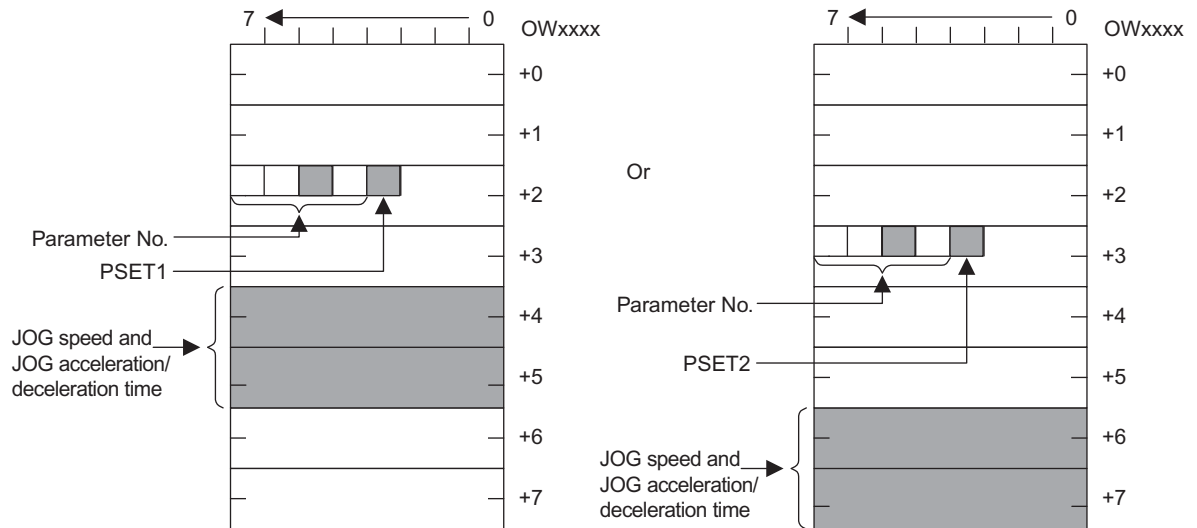 7 0
OWxxxx
+0
+1
+2
Parameter No.
+3
PSET1
+4
JOG speed and
JOG acceleration/
deceleration time
+5
+6
+7
Or
7 0
OWxxxx
+0
+1
+2
+3
Parameter No.
+4
PSET2
+5
+6
JOG speed and
JOG acceleration/
deceleration time
+7